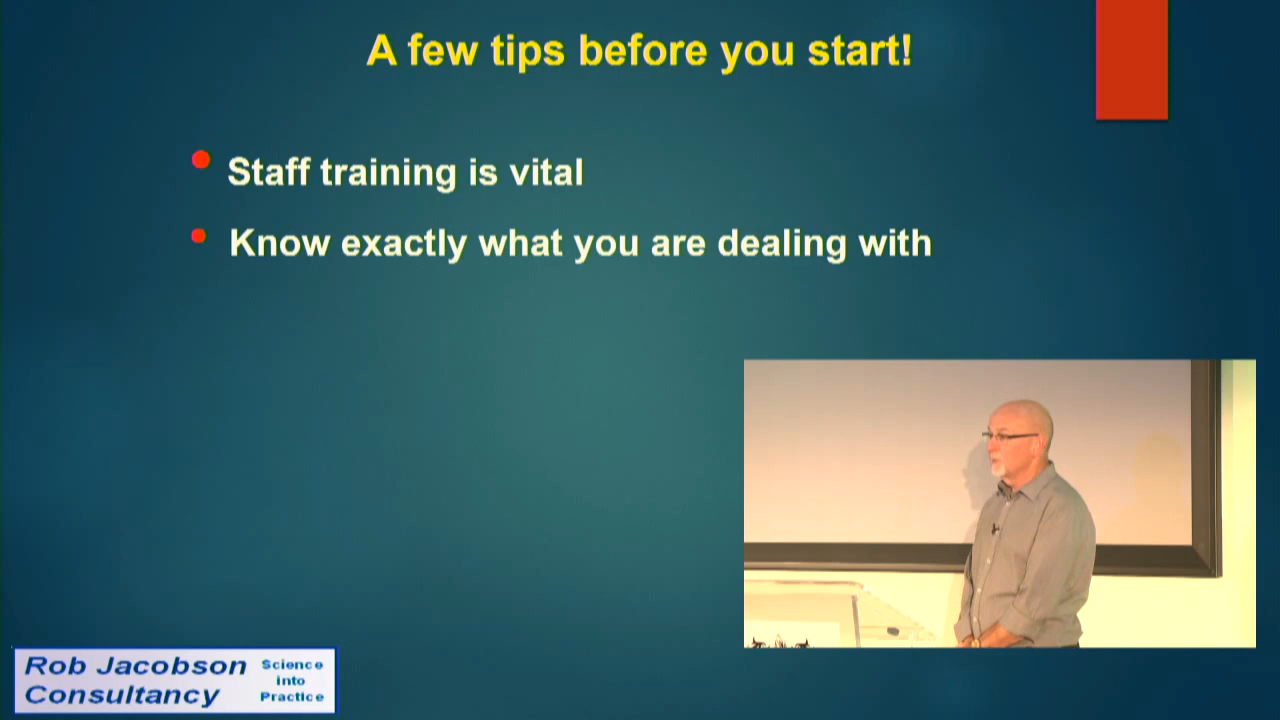 A few tips before you start!
Staff training is vital
Know exactly what you are dealing with
Rob Jacobson
Consultancy
Science
into
Practice